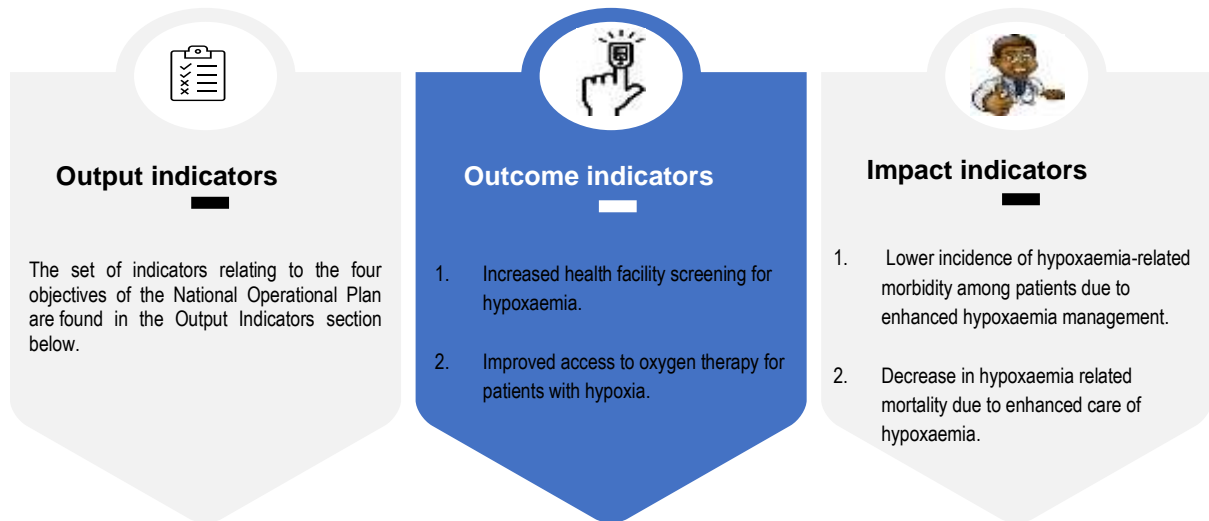 Output indicators
The set of indicators relating to the four
objectives of the National Operational Plan
are found in the Output Indicators section
below.
Outcome indicators
1. Increased health facility screening for
hypoxaemia.
2. Improved access to oxygen therapy for
patients with hypoxia.
Impact indicators
1. Lower incidence of hypoxaemia-related
morbidity among patients due to
enhanced hypoxaemia management.
2. Decrease in hypoxaemia related
mortality due to enhanced care of
hypoxaemia.